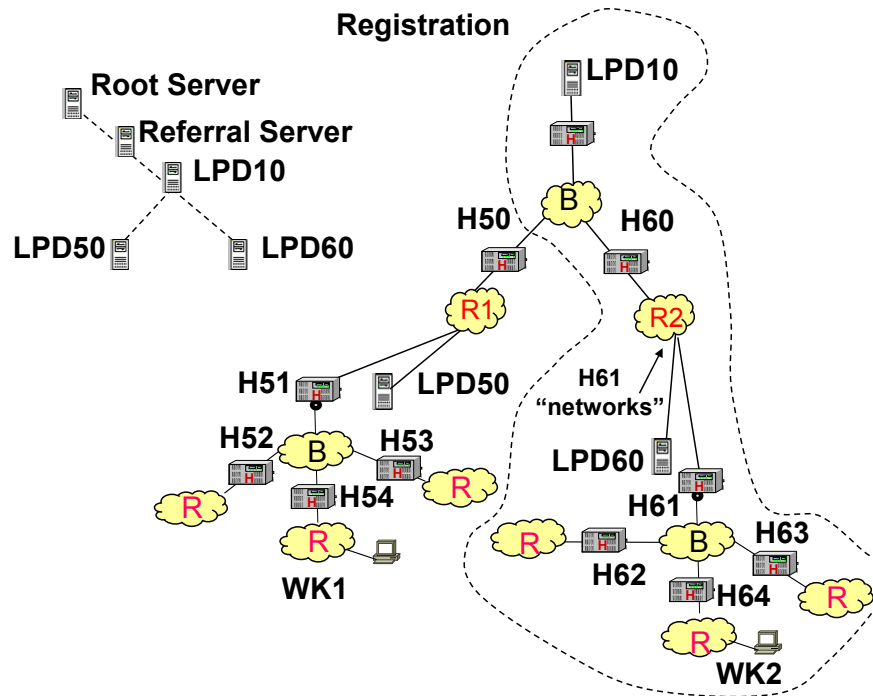 Registration
Root Server
Referral Server
LPD10
LPD50
LPD60
LPD10
H
B
H50
H60
H
H
R1
R2
H61
"networks"
H51
H
LPD50
LPD60
H52
B
H53
H
H
H
H54
R
R
R
WK1
H
H61
H63
B
R
H
H
H62
H
H64
R
R
WK2